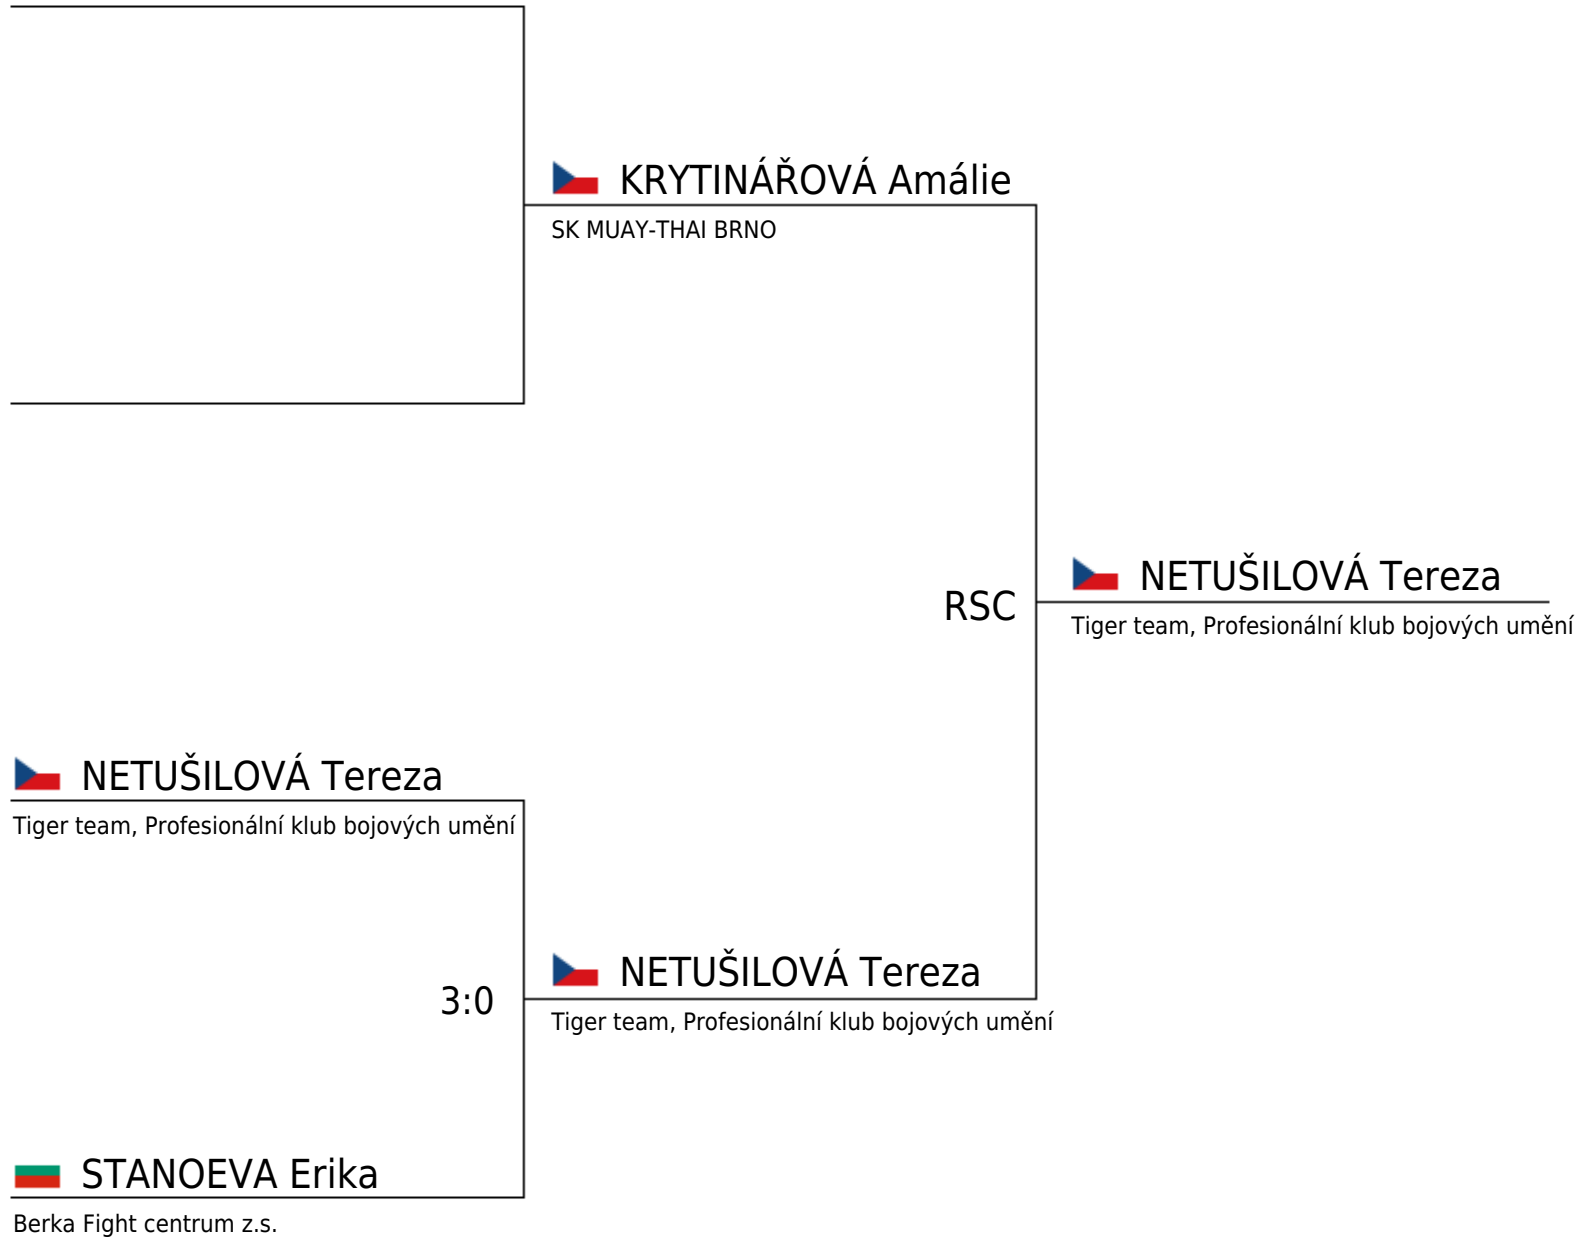 KRYTINÁŘOVÁ Amálie
SK MUAY-THAI BRNO
RSC
NETUŠILOVÁ Tereza
Tiger team, Profesionální klub bojových umění
NETUŠILOVÁ Tereza
Tiger team, Profesionální klub bojových umění
3:0
NETUŠILOVÁ Tereza
Tiger team, Profesionální klub bojových umění
STANOEVA Erika
Berka Fight centrum z.s.